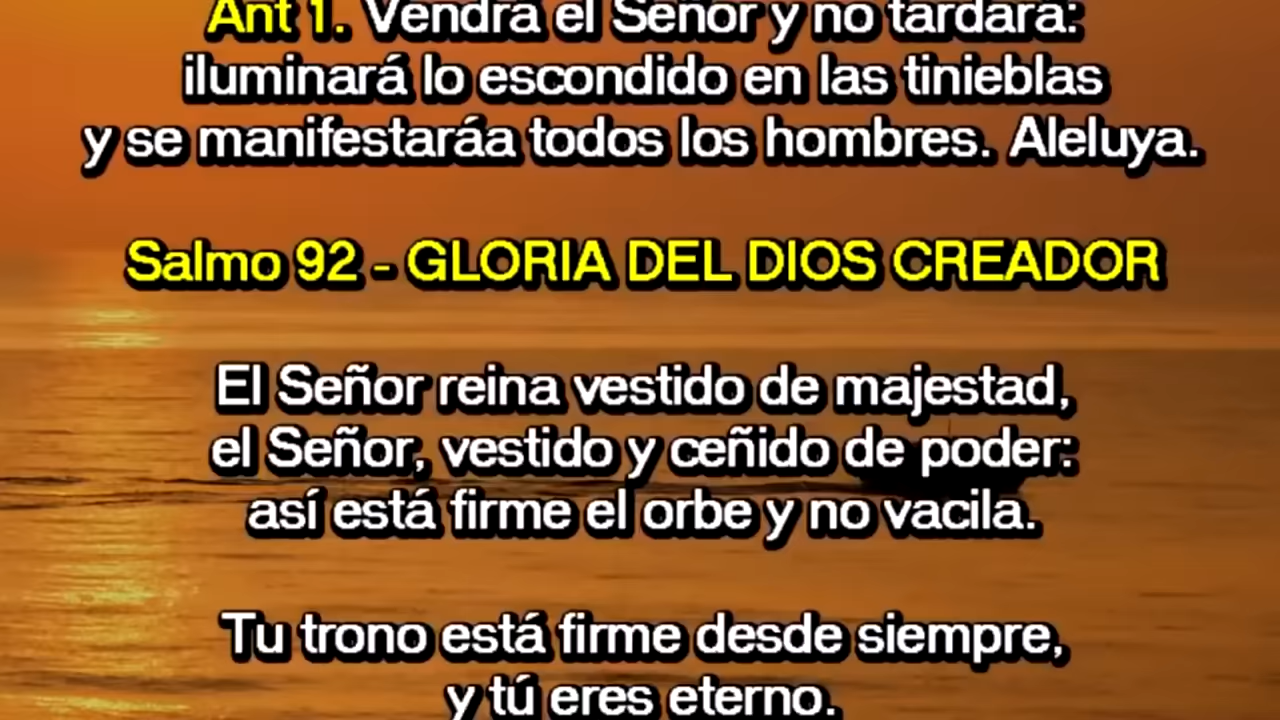 Ant 1. Vendrá el Señor y no tardará:
iluminará lo escondido en las tinieblas
y se manifestaráa todos los hombres. Aleluya.
Salmo 92 - GLORIA DEL DIOS CREADOR
El Señor reina vestido de majestad,
el Señor, vestido y ceñido de poder:
así está firme el orbe y no vacila.
Tu trono está firme desde siempre,
y tú eres eterno.